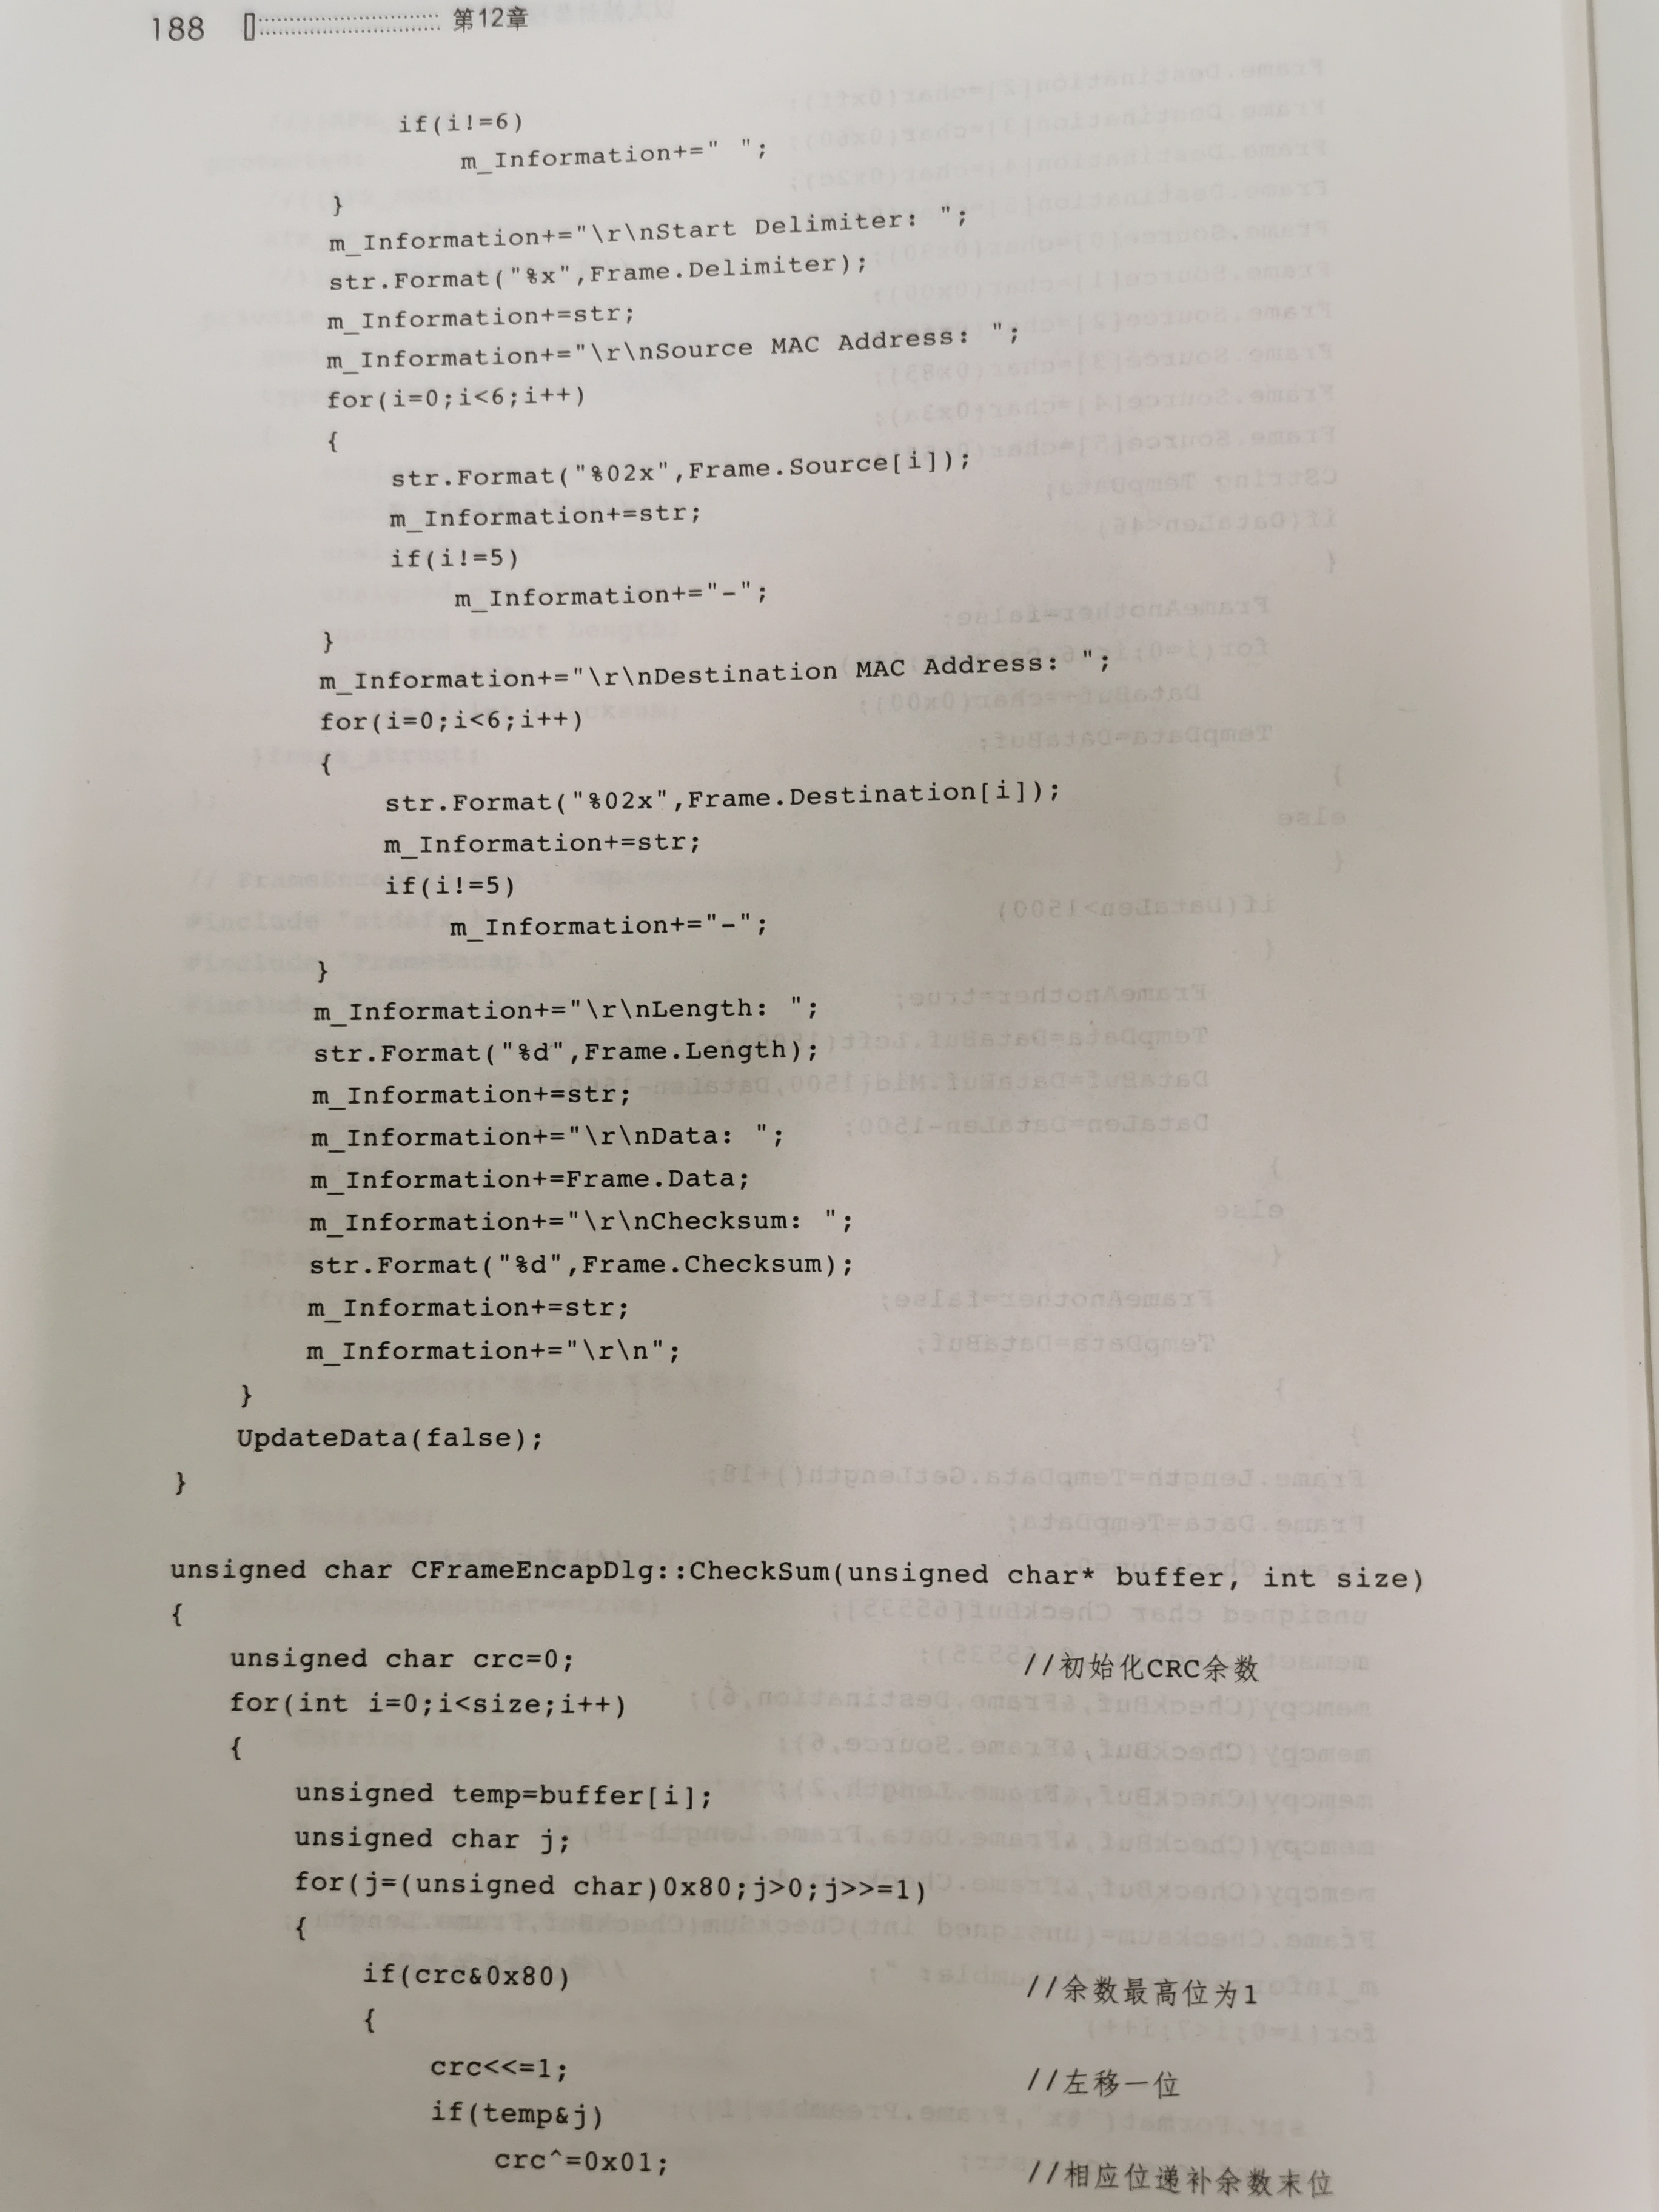 188 第12章
if(i!=6)
m_Information+=" ";
}
m_Information+="\r\nStart Delimiter: ";
str.Format("%x",Frame.Delimiter);
m_Information+=str;
m_Information+="\r\nSource MAC Address: ";
for(i=0;i<6;i++)
{
str.Format("%02x",Frame.Source[i]);
m_Information+=str;
if(i!=5)
m_Information+="-";
}
m_Information+="\r\nDestination MAC Address: ";
for(i=0;i<6;i++)
{
str.Format("%02x",Frame.Destination[i]);
m_Information+=str;
if(i!=5)
m_Information+="-";
}
m_Information+="\r\nLength: ";
str.Format("%d",Frame.Length);
m_Information+=str;
m_Information+="\r\nData: ";
m_Information+=Frame.Data;
m_Information+="\r\nChecksum: ";
str.Format("%d",Frame.Checksum);
m_Information+=str;
m_Information+="\r\n";
}
UpdateData(false);
}
unsigned char CFrameEncapDlg::CheckSum(unsigned char* buffer, int size)
{
unsigned char crc=0; //初始化CRC余数
for(int i=0;i<size;i++)
{
unsigned temp=buffer[i];
unsigned char j;
for(j=(unsigned char)0x80;j>0;j>>=1)
{
if(crc&0x80) //余数最高位为1
{
crc<<=1; //左移一位
if(temp&j)
crc^=0x01; //相应位递补余数末位